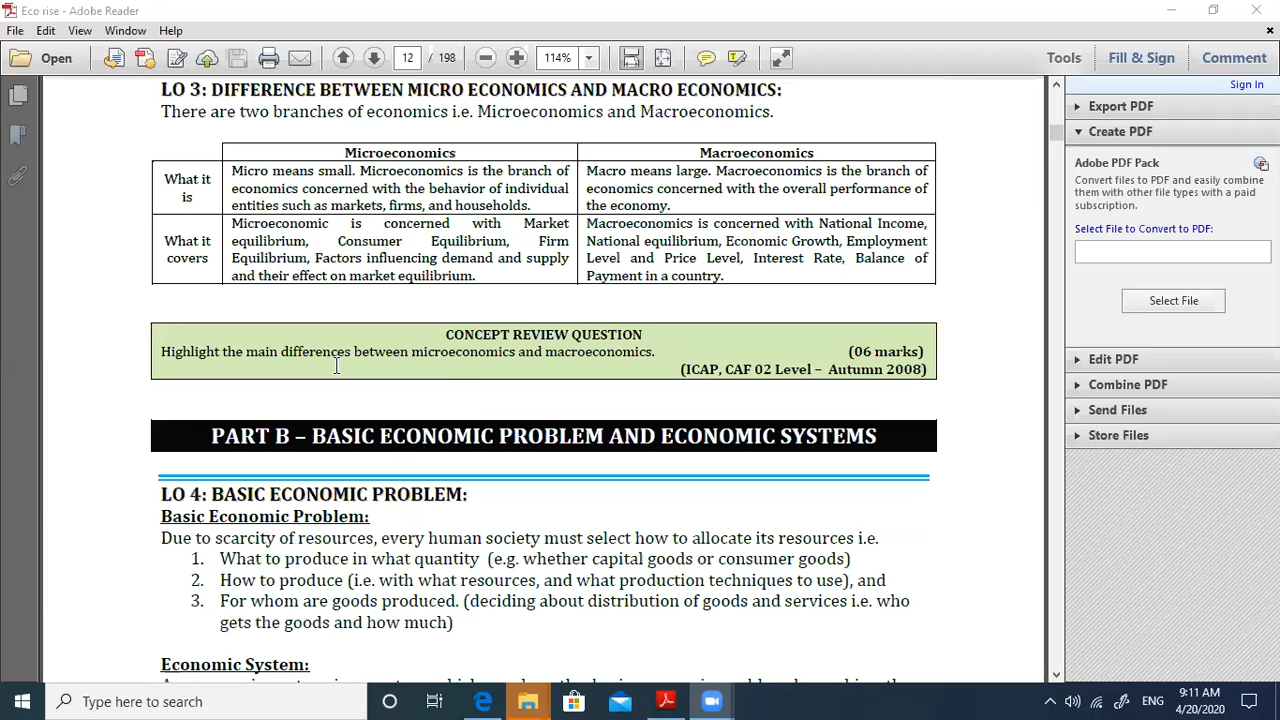 Eco rise - Adobe Reader
File Edit View Window Help
Open 12 / 198 114% Tools Fill & Sign Comment
Sign In
Export PDF
Create PDF
Adobe PDF Pack
Convert files to PDF and easily combine
them with other file types with a paid
subscription.
Select File to Convert to PDF:
Select File
Edit PDF
Combine PDF
Send Files
Store Files
LO 3: DIFFERENCE BETWEEN MICRO ECONOMICS AND MACRO ECONOMICS:
There are two branches of economics i.e. Microeconomics and Macroeconomics.
Microeconomics Macroeconomics
What it
is
Micro means small. Microeconomics is the branch of
economics concerned with the behavior of individual
entities such as markets, firms, and households.
Macro means large. Macroeconomics is the branch of
economics concerned with the overall performance of
the economy.
What it
covers
Microeconomic is concerned with Market
equilibrium, Consumer Equilibrium, Firm
Equilibrium, Factors influencing demand and supply
and their effect on market equilibrium.
Macroeconomics is concerned with National Income,
National equilibrium, Economic Growth, Employment
Level and Price Level, Interest Rate, Balance of
Payment in a country.
CONCEPT REVIEW QUESTION
Highlight the main differences between microeconomics and macroeconomics. (06 marks)
(ICAP, CAF 02 Level – Autumn 2008)
PART B – BASIC ECONOMIC PROBLEM AND ECONOMIC SYSTEMS
LO 4: BASIC ECONOMIC PROBLEM:
Basic Economic Problem:
Due to scarcity of resources, every human society must select how to allocate its resources i.e.
1. What to produce in what quantity (e.g. whether capital goods or consumer goods)
2. How to produce (i.e. with what resources, and what production techniques to use), and
3. For whom are goods produced. (deciding about distribution of goods and services i.e. who
gets the goods and how much)
Economic System:
Type here to search
ENG
9:11 AM
4/20/2020